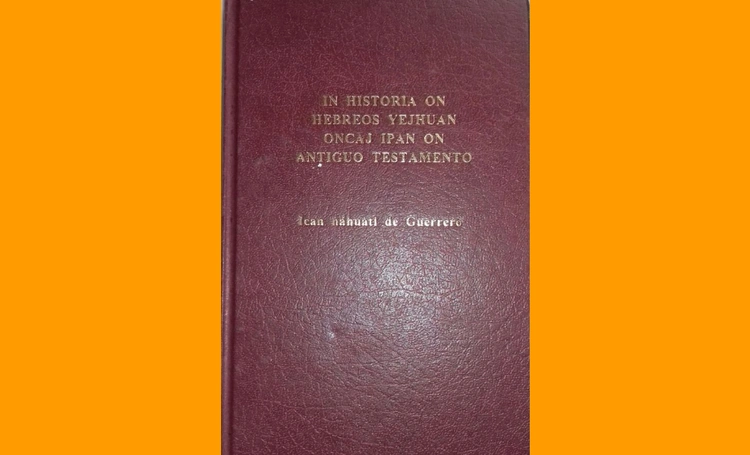 IN HISTORIA ON
HEBREOS YEJHUAN
ONCAJ IPAN ON
ANTIGUO TESTAMENTO
Ican náhuatl de Guerrero